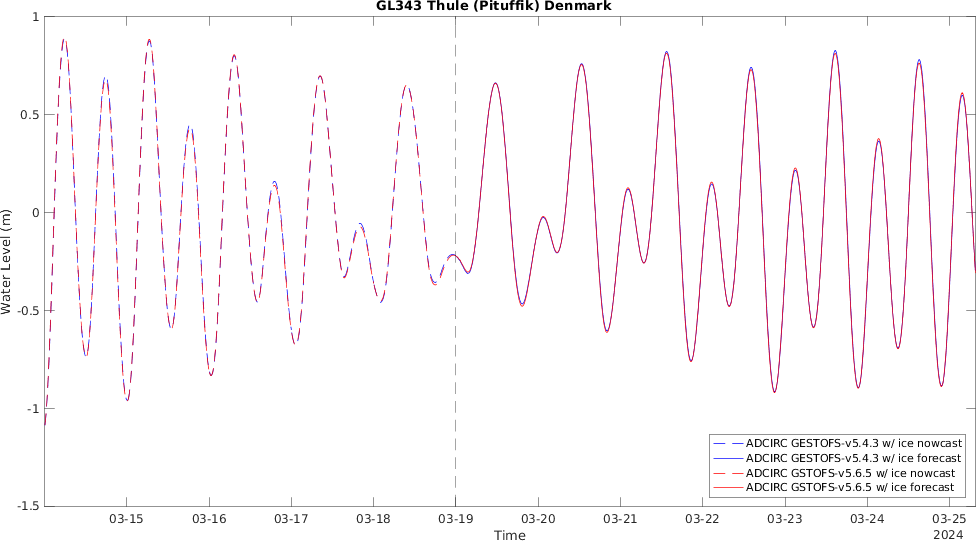 GL343 Thule (Pituffik) Denmark
1
0.5
0
-0.5
-1
-1.5
Water Level (m)
ADCIRC GESTOFS-v5.4.3 w/ ice nowcast
ADCIRC GESTOFS-v5.4.3 w/ ice forecast
ADCIRC GSTOFS-v5.6.5 w/ ice nowcast
ADCIRC GSTOFS-v5.6.5 w/ ice forecast
03-15 03-16 03-17 03-18 03-19 03-20 03-21 03-22 03-23 03-24 03-25
2024
Time